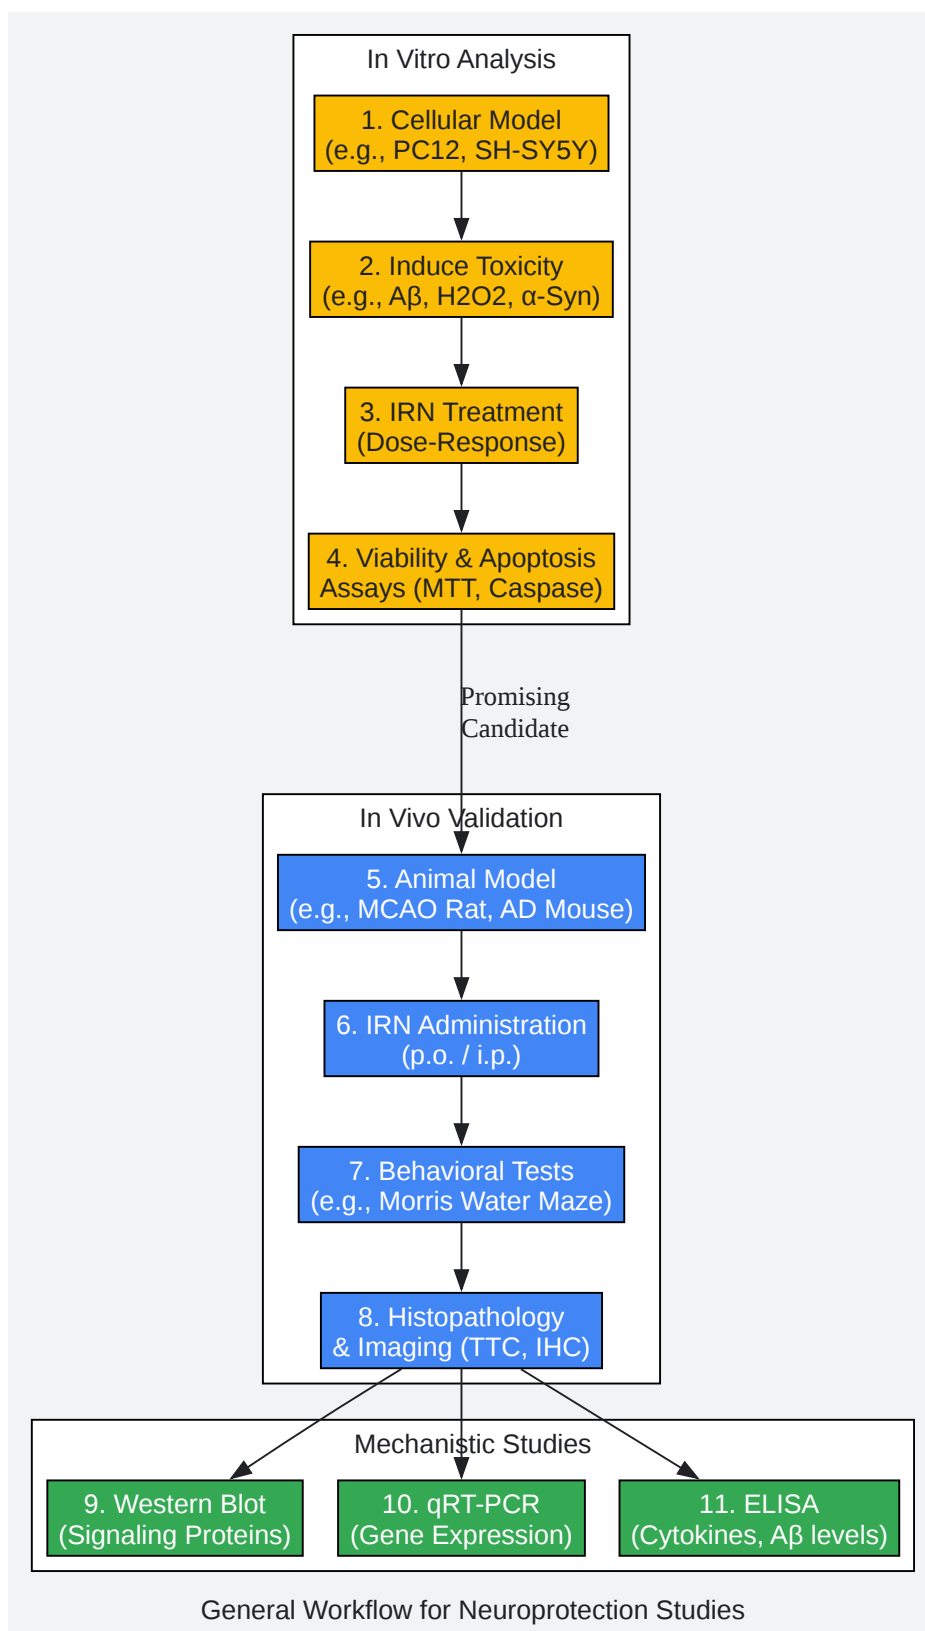 In Vitro Analysis
1. Cellular Model
(e.g., PC12, SH-SY5Y)
2. Induce Toxicity
(e.g., Aβ, H2O2, α-Syn)
3. IRN Treatment
(Dose-Response)
4. Viability & Apoptosis
Assays (MTT, Caspase)
Promising
Candidate
In Vivo Validation
5. Animal Model
(e.g., MCAO Rat, AD Mouse)
6. IRN Administration
(p.o. / i.p.)
7. Behavioral Tests
(e.g., Morris Water Maze)
8. Histopathology
& Imaging (TTC, IHC)
Mechanistic Studies
9. Western Blot
(Signaling Proteins)
10. qRT-PCR
(Gene Expression)
11. ELISA
(Cytokines, Aβ levels)
General Workflow for Neuroprotection Studies